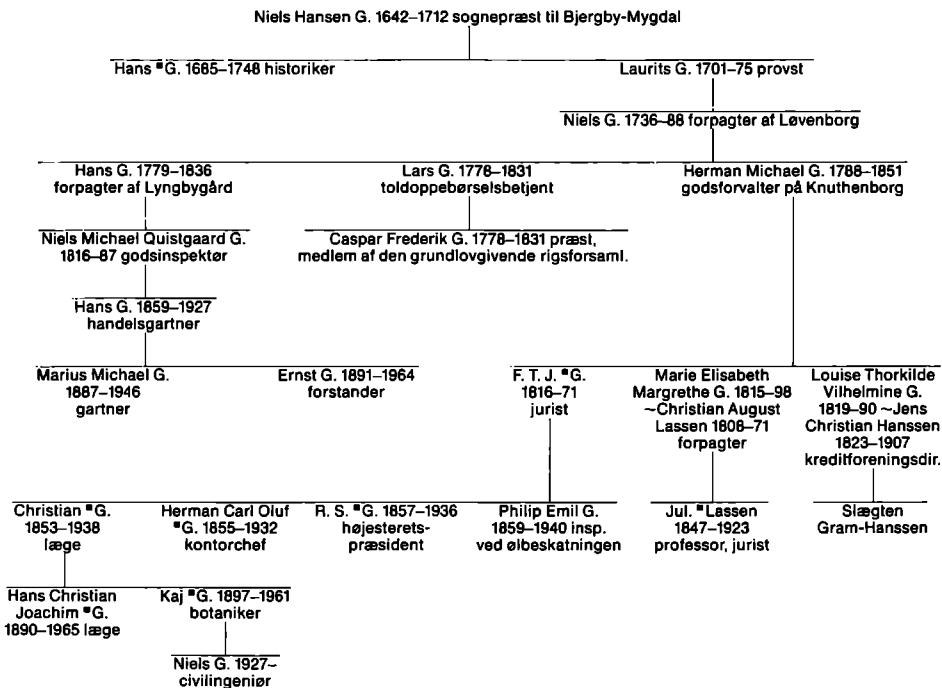 Niels Hansen G. 1642–1712 sognepræst til Bjergby-Mygdal
Hans ■G. 1685–1748 historiker
Laurits G. 1701–75 provst
Niels G. 1736–88 forpagter af Løvenborg
Hans G. 1779–1836
forpagter af Lyngbygård
Lars G. 1778–1831
toldoppebørselsbetjent
Herman Michael G. 1788–1851
godsforvalter på Knuthenborg
Niels Michael Quistgaard G.
1816–87 godsinspektør
Caspar Frederik G. 1778–1831 præst,
medlem af den grundlovgivende rigsforsaml.
Hans G. 1859–1927
handelsgartner
Marius Michael G.
1887–1946
gartner
Ernst G. 1891–1964
forstander
F. T. J. ■G.
1816–71
jurist
Marie Elisabeth
Margrethe G. 1815–98
~Christian August
Lassen 1808–71
forpagter
Louise Thorkilde
Vilhelmine G.
1819–90 ~Jens
Christian Hanssen
1823–1907
kreditforeningsdir.
Christian ■G.
1853–1938
læge
Herman Carl Oluf
■G. 1855–1932
kontorchef
R. S. ■G. 1857–1936
højesterets-
præsident
Philip Emil G.
1859–1940 insp.
ved ølbeskatningen
Jul. ■Lassen
1847–1923
professor, jurist
Slægten
Gram-Hanssen
Hans Christian
Joachim ■G.
1890–1965 læge
Kaj ■G. 1897–1961
botaniker
Niels G. 1927–
civilingeniør